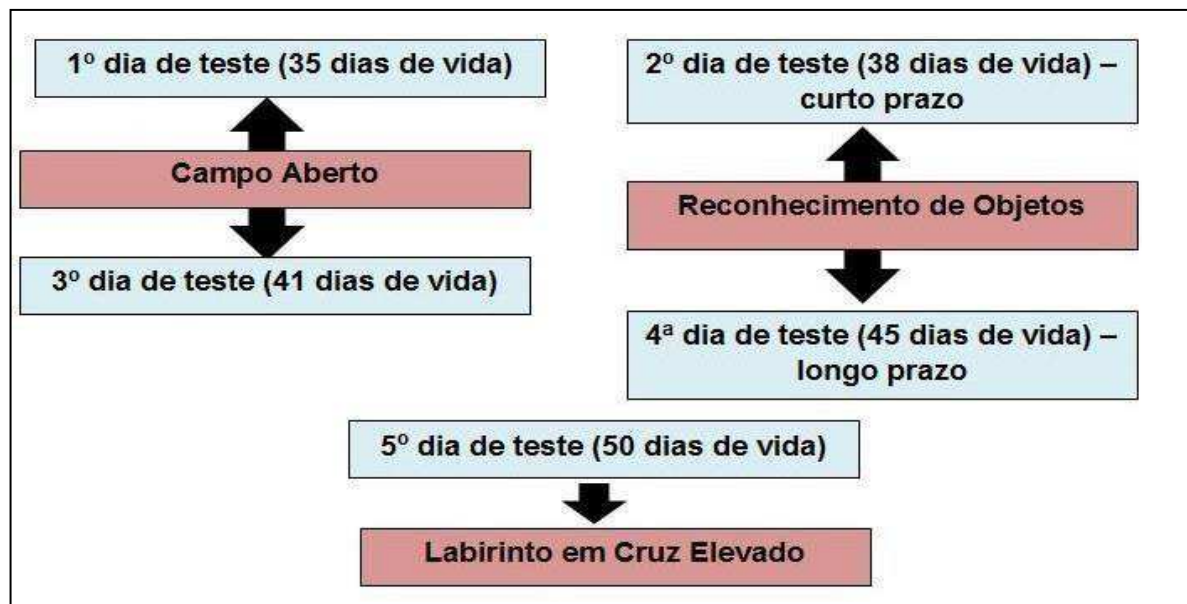 1º dia de teste (35 dias de vida)
Campo Aberto
3º dia de teste (41 dias de vida)
2º dia de teste (38 dias de vida) –
curto prazo
Reconhecimento de Objetos
4ª dia de teste (45 dias de vida) –
longo prazo
5º dia de teste (50 dias de vida)
Labirinto em Cruz Elevado